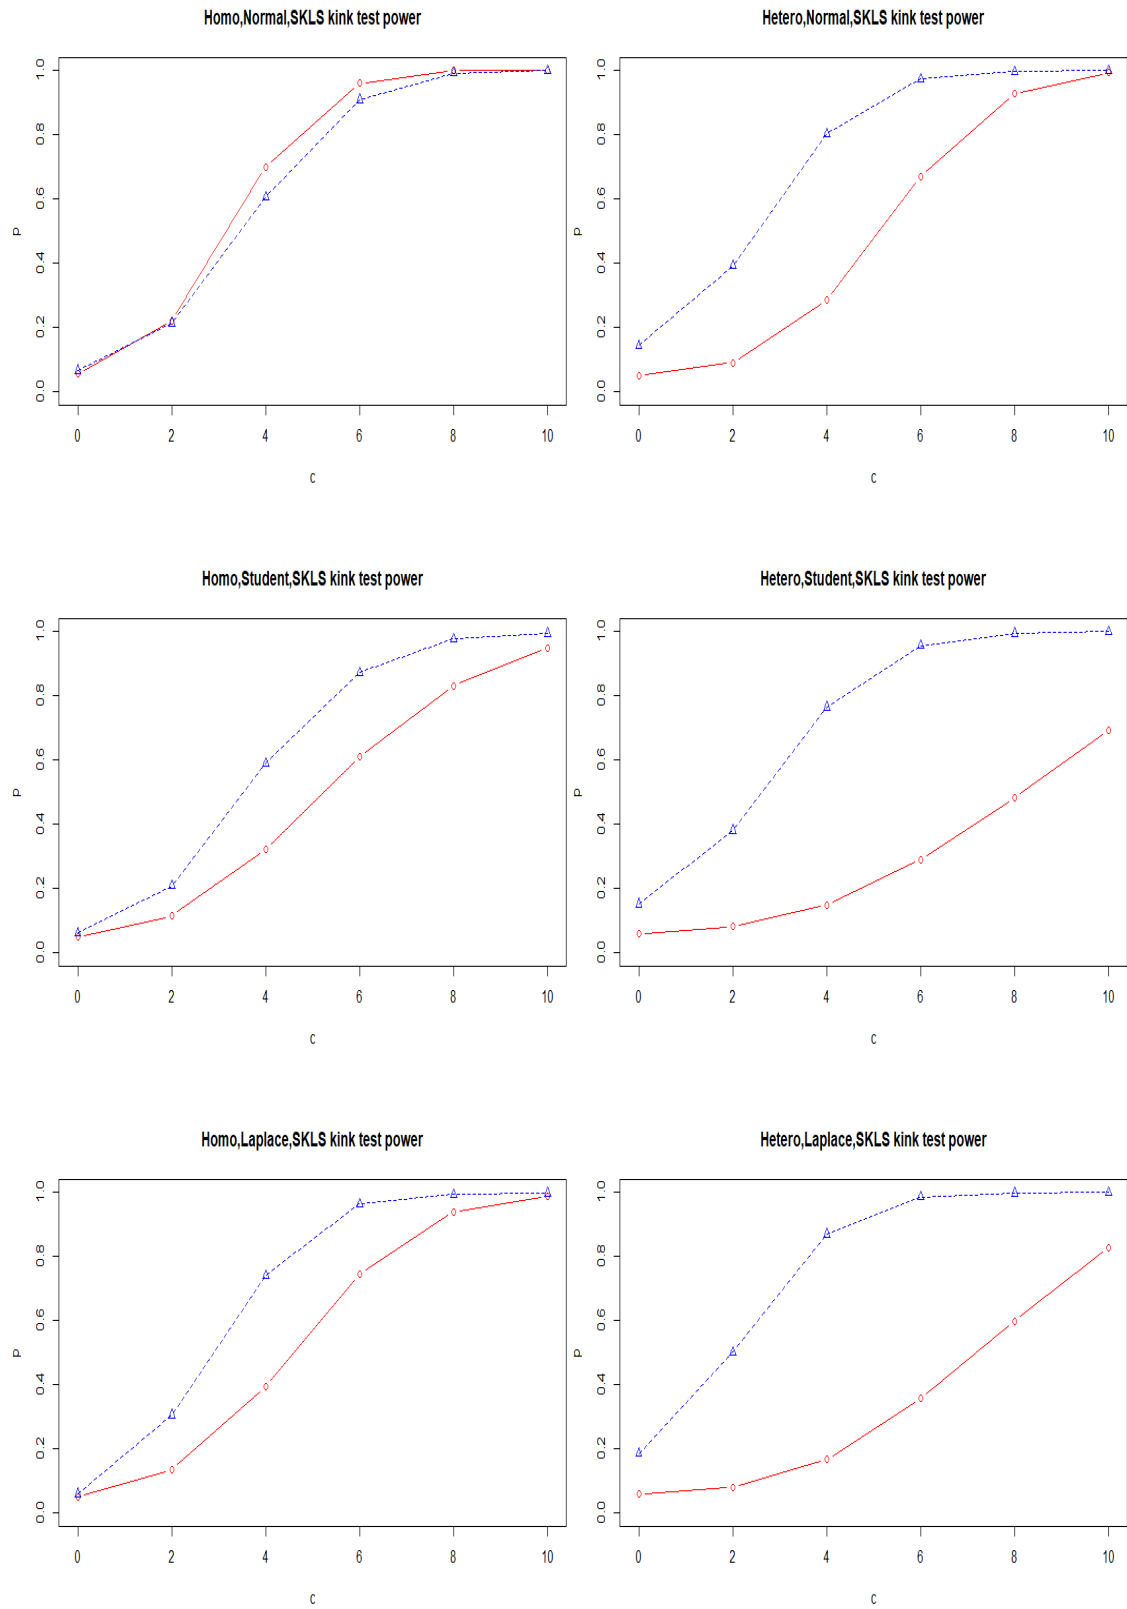 Homo,Normal,SKLS kink test power
P
1.0
0.8
0.6
0.4
0.2
0.0
0 2 4 6 8 10
c
Hetero,Normal,SKLS kink test power
P
1.0
0.8
0.6
0.4
0.2
0.0
0 2 4 6 8 10
c
Homo,Student,SKLS kink test power
P
1.0
0.8
0.6
0.4
0.2
0.0
0 2 4 6 8 10
c
Hetero,Student,SKLS kink test power
P
1.0
0.8
0.6
0.4
0.2
0.0
0 2 4 6 8 10
c
Homo,Laplace,SKLS kink test power
P
1.0
0.8
0.6
0.4
0.2
0.0
0 2 4 6 8 10
c
Hetero,Laplace,SKLS kink test power
P
1.0
0.8
0.6
0.4
0.2
0.0
0 2 4 6 8 10
c